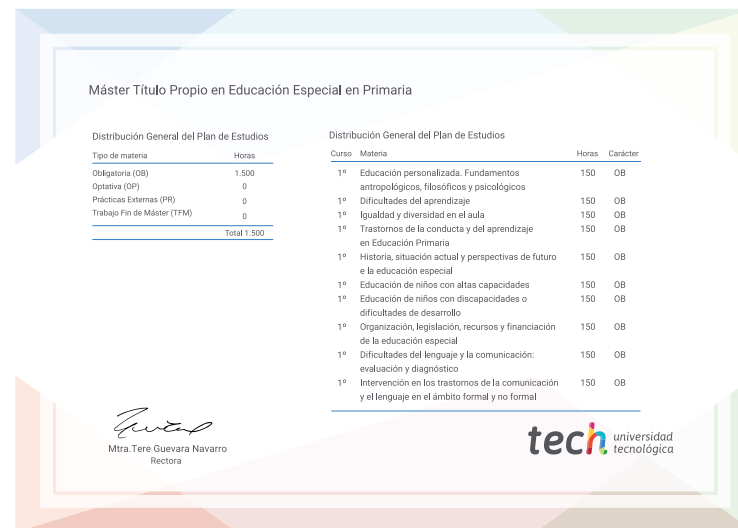 Máster Título Propio en Educación Especial en Primaria
Distribución General del Plan de Estudios
Tipo de materia Horas
Obligatoria (OB) 1.500
Optativa (OP) 0
Prácticas Externas (PR) 0
Trabajo Fin de Máster (TFM) 0
Total 1.500
Distribución General del Plan de Estudios
Curso Materia Horas Carácter
1º Educación personalizada. Fundamentos 150 OB
antropológicos, filosóficos y psicológicos
1º Dificultades del aprendizaje 150 OB
1º Igualdad y diversidad en el aula 150 OB
1º Trastornos de la conducta y del aprendizaje 150 OB
en Educación Primaria
1º Historia, situación actual y perspectivas de futuro 150 OB
e la educación especial
1º Educación de niños con altas capacidades 150 OB
1º Educación de niños con discapacidades o 150 OB
dificultades de desarrollo
1º Organización, legislación, recursos y financiación 150 OB
de la educación especial
1º Dificultades del lenguaje y la comunicación: 150 OB
evaluación y diagnóstico
1º Intervención en los trastornos de la comunicación 150 OB
y el lenguaje en el ámbito formal y no formal
Mtra.Tere Guevara Navarro
Rectora
tech universidad
tecnológica